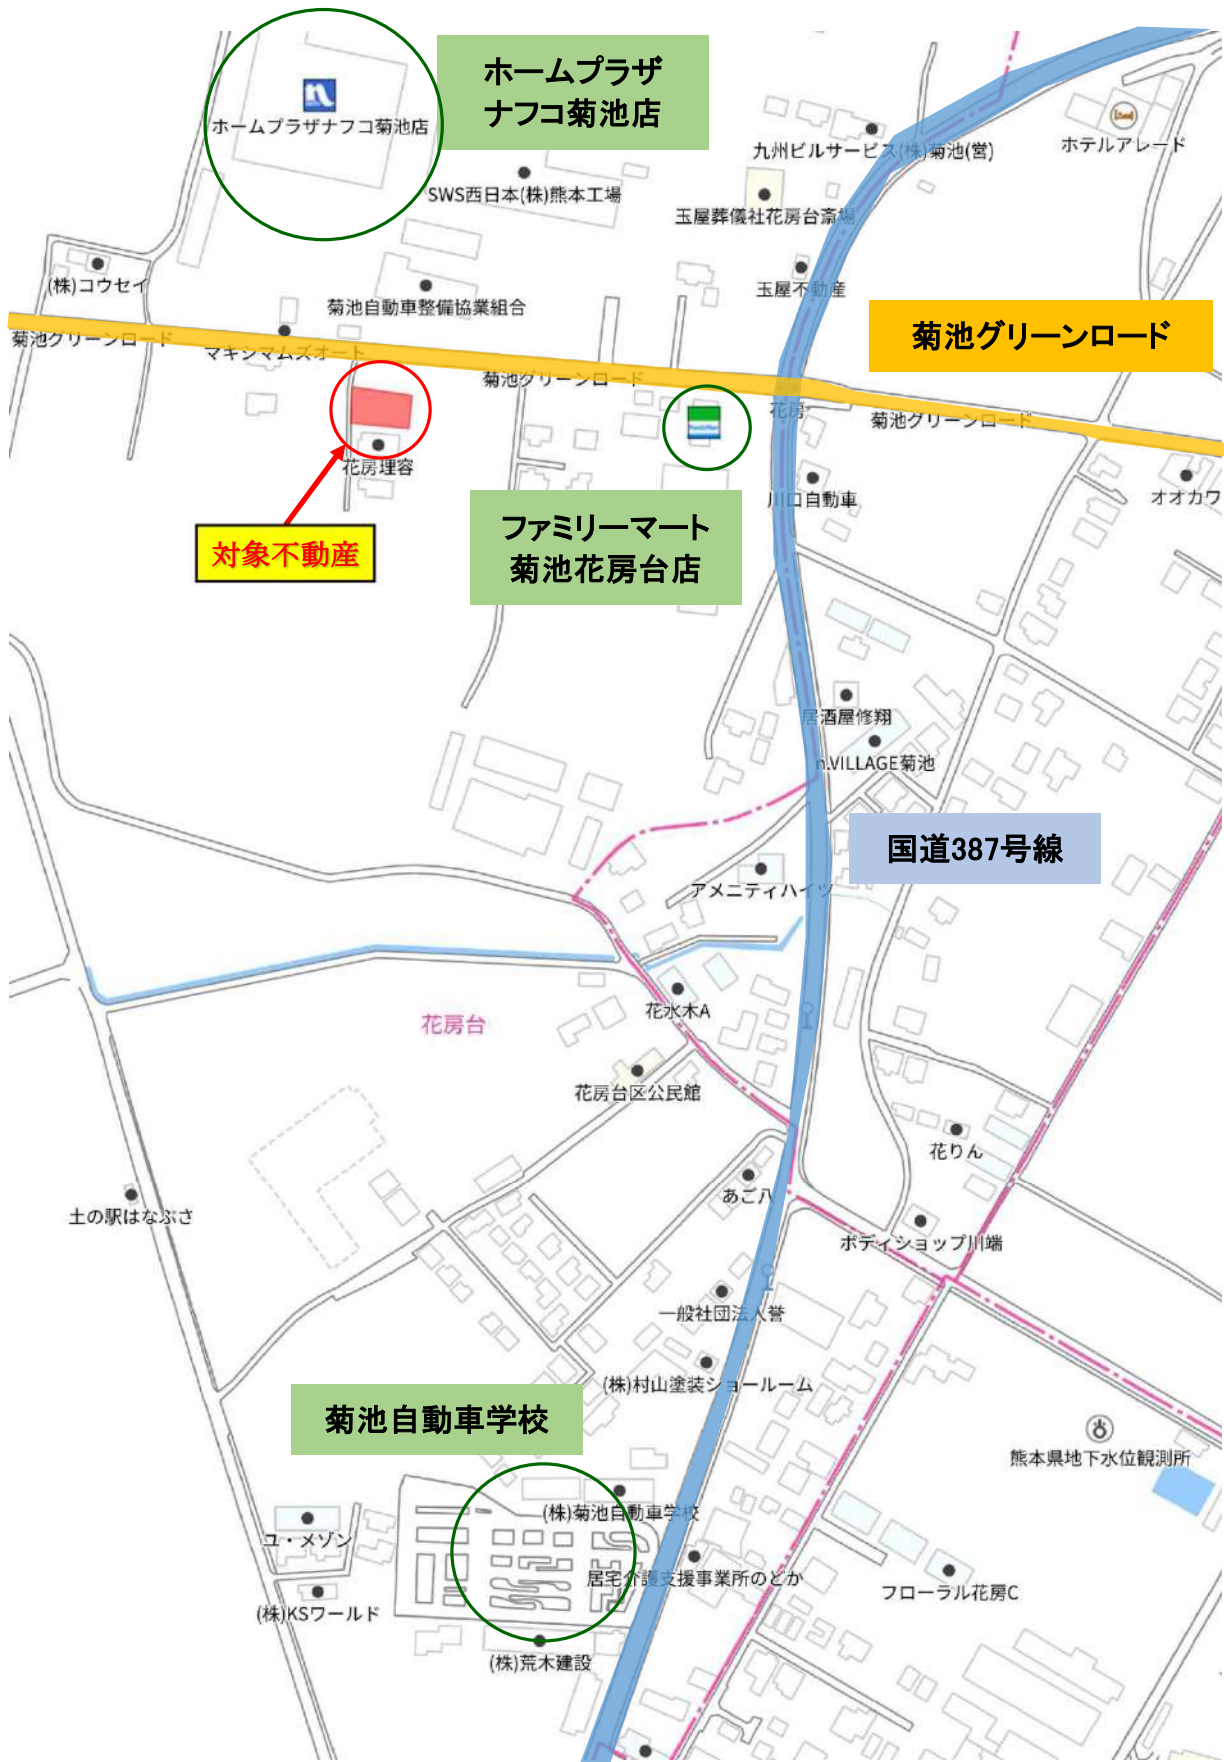 ホームプラザ
ナフコ菊池店
ホームプラザナフコ菊池店
九州ビルサービス(株)菊池(営)
ホテルアレード
SWS西日本(株)熊本工場
玉屋葬儀社花房台斎場
(株)コウセイ
菊池自動車整備協業組合
玉屋不動産
菊池グリーンロード
菊池グリーンロード
マキシマムズオート
菊池グリーンロード
花房
菊池グリーンロード
FamilyMart
花房理容
川口自動車
オオカワ
対象不動産
ファミリーマート
菊池花房台店
居酒屋修翔
n.VILLAGE菊池
国道387号線
アメニティハイツ
花水木A
花房台
花房台区公民館
花りん
あご八
土の駅はなぶさ
ボディショップ川端
一般社団法人誉
(株)村山塗装ショールーム
菊池自動車学校
熊本県地下水位観測所
(株)菊池自動車学校
ユ・メゾン
居宅介護支援事業所のどか
フローラル花房C
(株)KSワールド
(株)荒木建設